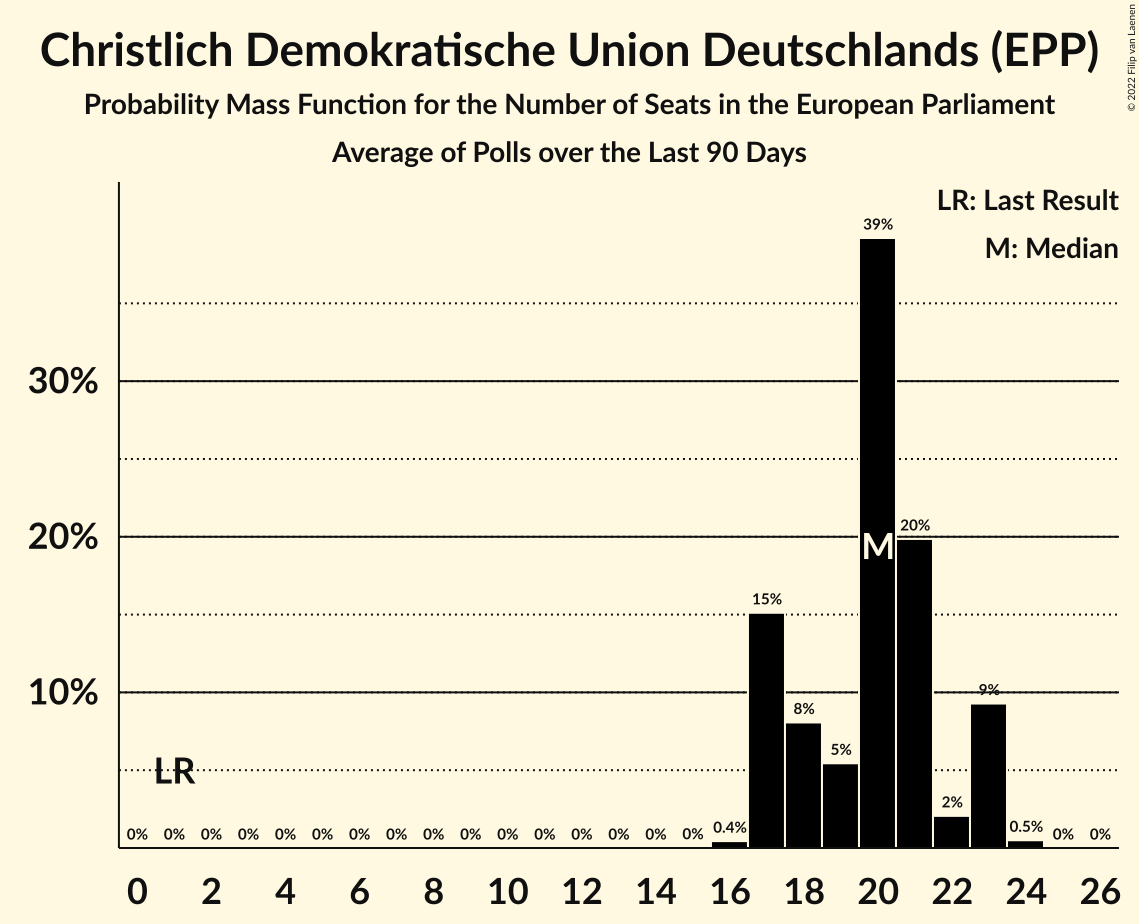 Christlich Demokratische Union Deutschlands (EPP)
Probability Mass Function for the Number of Seats in the European Parliament
Average of Polls over the Last 90 Days
© 2022 Filip van Laenen
LR: Last Result
M: Median
39%
30%
20%
M
20%
15%
10%
9%
8%
5%
LR
2%
0% 0% 0% 0% 0% 0% 0% 0% 0% 0% 0% 0% 0% 0% 0% 0% 0.4% 0.5% 0% 0%
0 2 4 6 8 10 12 14 16 18 20 22 24 26